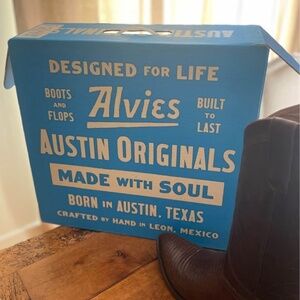 AUSTIN
DESIGNED FOR LIFE
BOOTS AND FLOPS
Alvies
BUILT TO LAST
AUSTIN ORIGINALS
MADE WITH SOUL
BORN IN AUSTIN, TEXAS
CRAFTED BY HAND IN LEON, MEXICO